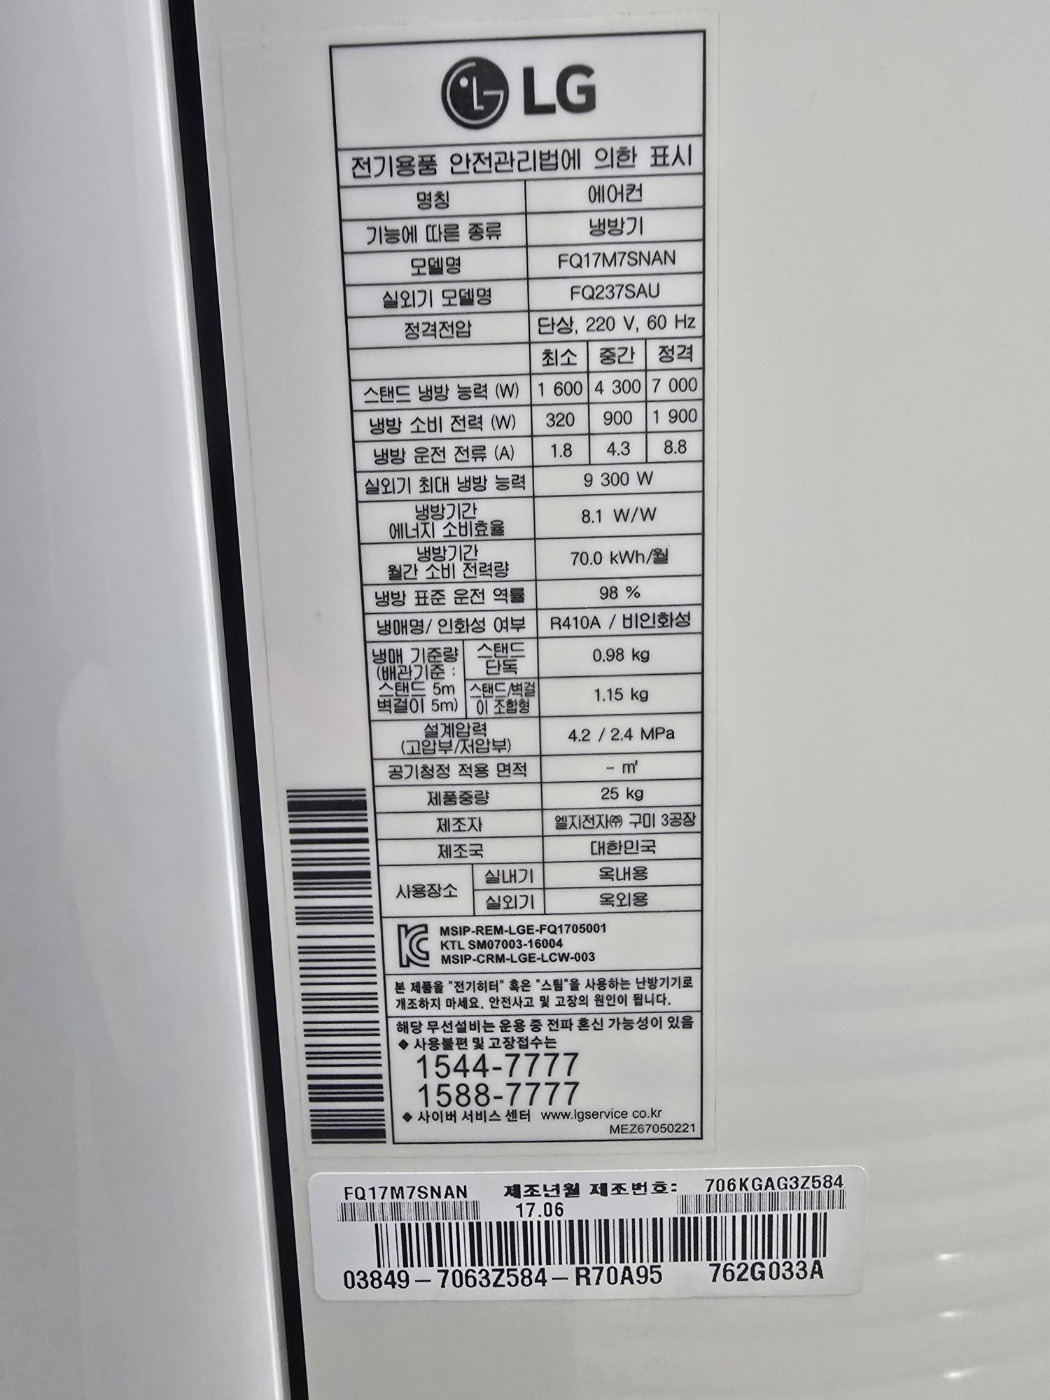 LG
전기용품 안전관리법에 의한 표시
명칭 에어컨
기능에 따른 종류 냉방기
모델명 FQ17M7SNAN
실외기 모델명 FQ237SAU
정격전압 단상, 220 V, 60 Hz
최소 중간 정격
스탠드 냉방 능력 (W) 1 600 4 300 7 000
냉방 소비 전력 (W) 320 900 1 900
냉방 운전 전류 (A) 1.8 4.3 8.8
실외기 최대 냉방 능력 9 300 W
냉방기간
에너지 소비효율 8.1 W/W
냉방기간
월간 소비 전력량 70.0 kWh/월
냉방 표준 운전 역률 98 %
냉매명/ 인화성 여부 R410A / 비인화성
냉매 기준량
(배관기준 :
스탠드 5m
벽걸이 5m)
스탠드
단독 0.98 kg
스탠드/벽걸
이 조합형 1.15 kg
설계압력
(고압부/저압부) 4.2 / 2.4 MPa
공기청정 적용 면적 - ㎡
제품중량 25 kg
제조자 엘지전자㈜ 구미 3공장
제조국 대한민국
사용장소 실내기 옥내용
실외기 옥외용
MSIP-REM-LGE-FQ1705001
KTL SM07003-16004
MSIP-CRM-LGE-LCW-003
본 제품을 "전기히터" 혹은 "스팀"을 사용하는 난방기기로
개조하지 마세요. 안전사고 및 고장의 원인이 됩니다.
해당 무선설비는 운용 중 전파 혼신 가능성이 있음
◆ 사용불편 및 고장접수는
1544-7777
1588-7777
◆ 사이버 서비스 센터 www.lgservice co.kr
MEZ67050221
FQ17M7SNAN 제조년월 제조번호: 706KGAG3Z584
17.06
03849-7063Z584-R70A95 762G033A